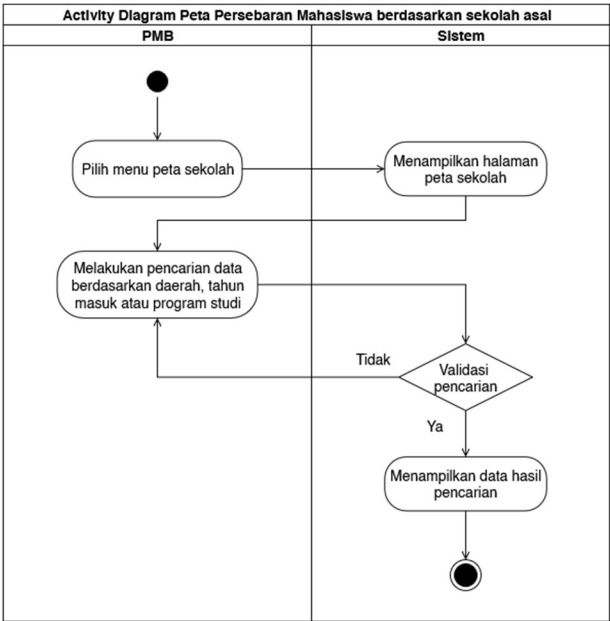 Activity Diagram Peta Persebaran Mahasiswa berdasarkan sekolah asal
PMB
Sistem
Pilih menu peta sekolah
Menampilkan halaman
peta sekolah
Melakukan pencarian data
berdasarkan daerah, tahun
masuk atau program studi
Tidak
Validasi
pencarian
Ya
Menampilkan data hasil
pencarian